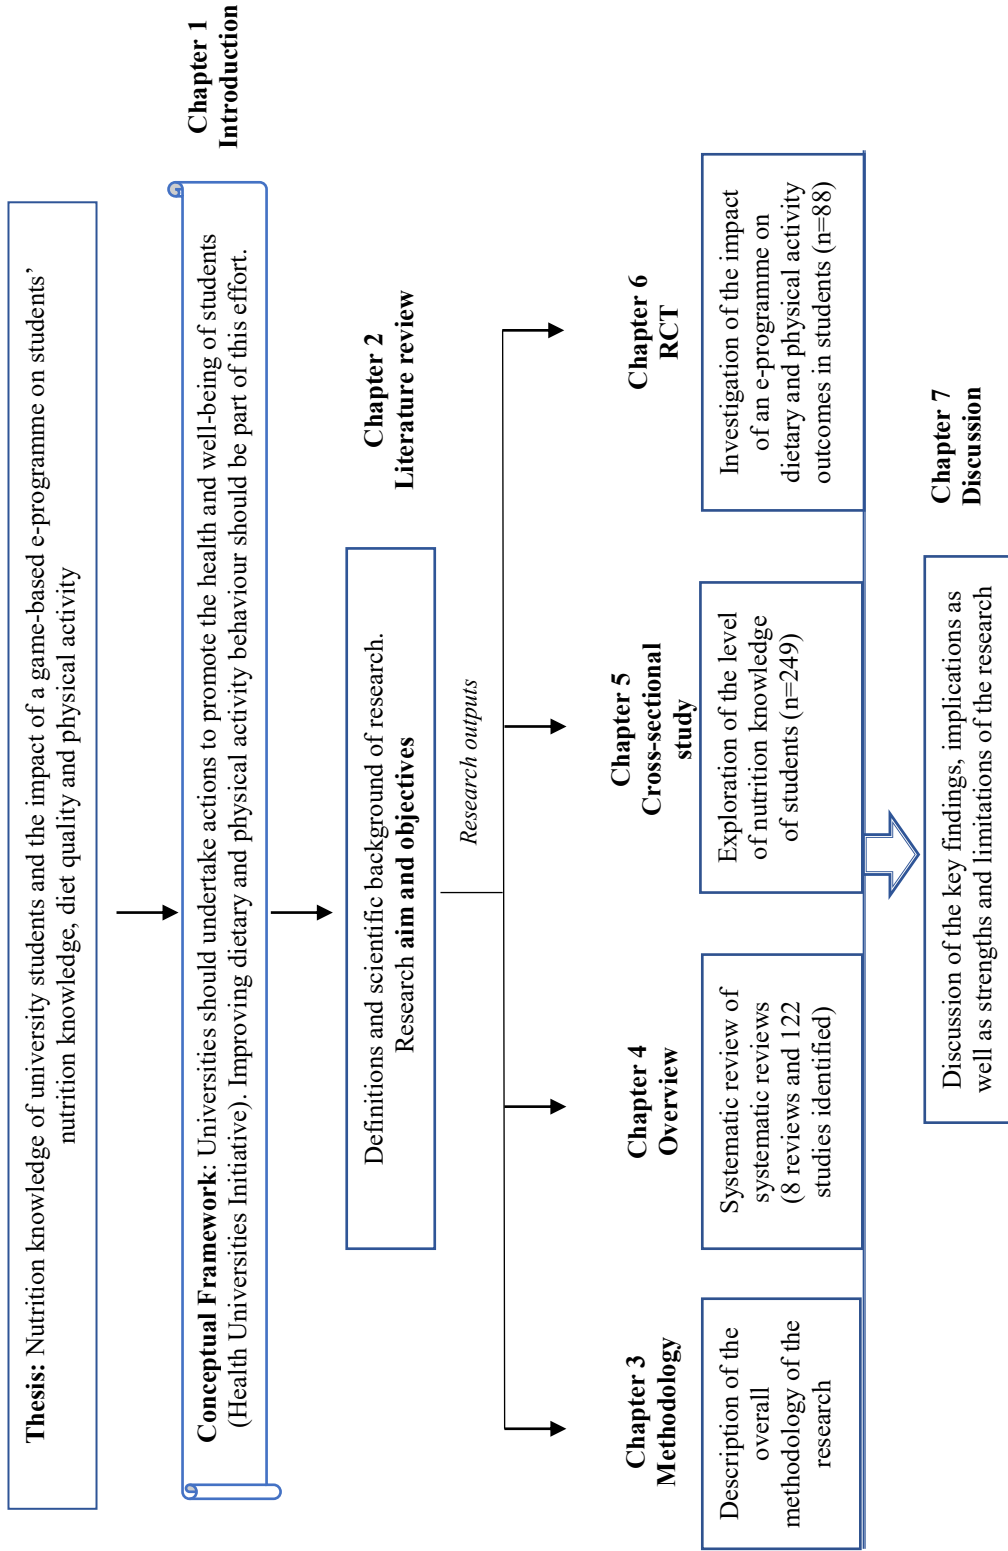 Thesis: Nutrition knowledge of university students and the impact of a game-based e-programme on students’
nutrition knowledge, diet quality and physical activity
Chapter 1
Introduction
Conceptual Framework: Universities should undertake actions to promote the health and well-being of students
(Health Universities Initiative). Improving dietary and physical activity behaviour should be part of this effort.
Chapter 2
Literature review
Definitions and scientific background of research.
Research aim and objectives
Research outputs
Chapter 3
Methodology
Description of the
overall
methodology of the
research
Chapter 4
Overview
Systematic review of
systematic reviews
(8 reviews and 122
studies identified)
Chapter 5
Cross-sectional
study
Exploration of the level
of nutrition knowledge
of students (n=249)
Chapter 6
RCT
Investigation of the impact
of an e-programme on
dietary and physical activity
outcomes in students (n=88)
Chapter 7
Discussion
Discussion of the key findings, implications as
well as strengths and limitations of the research